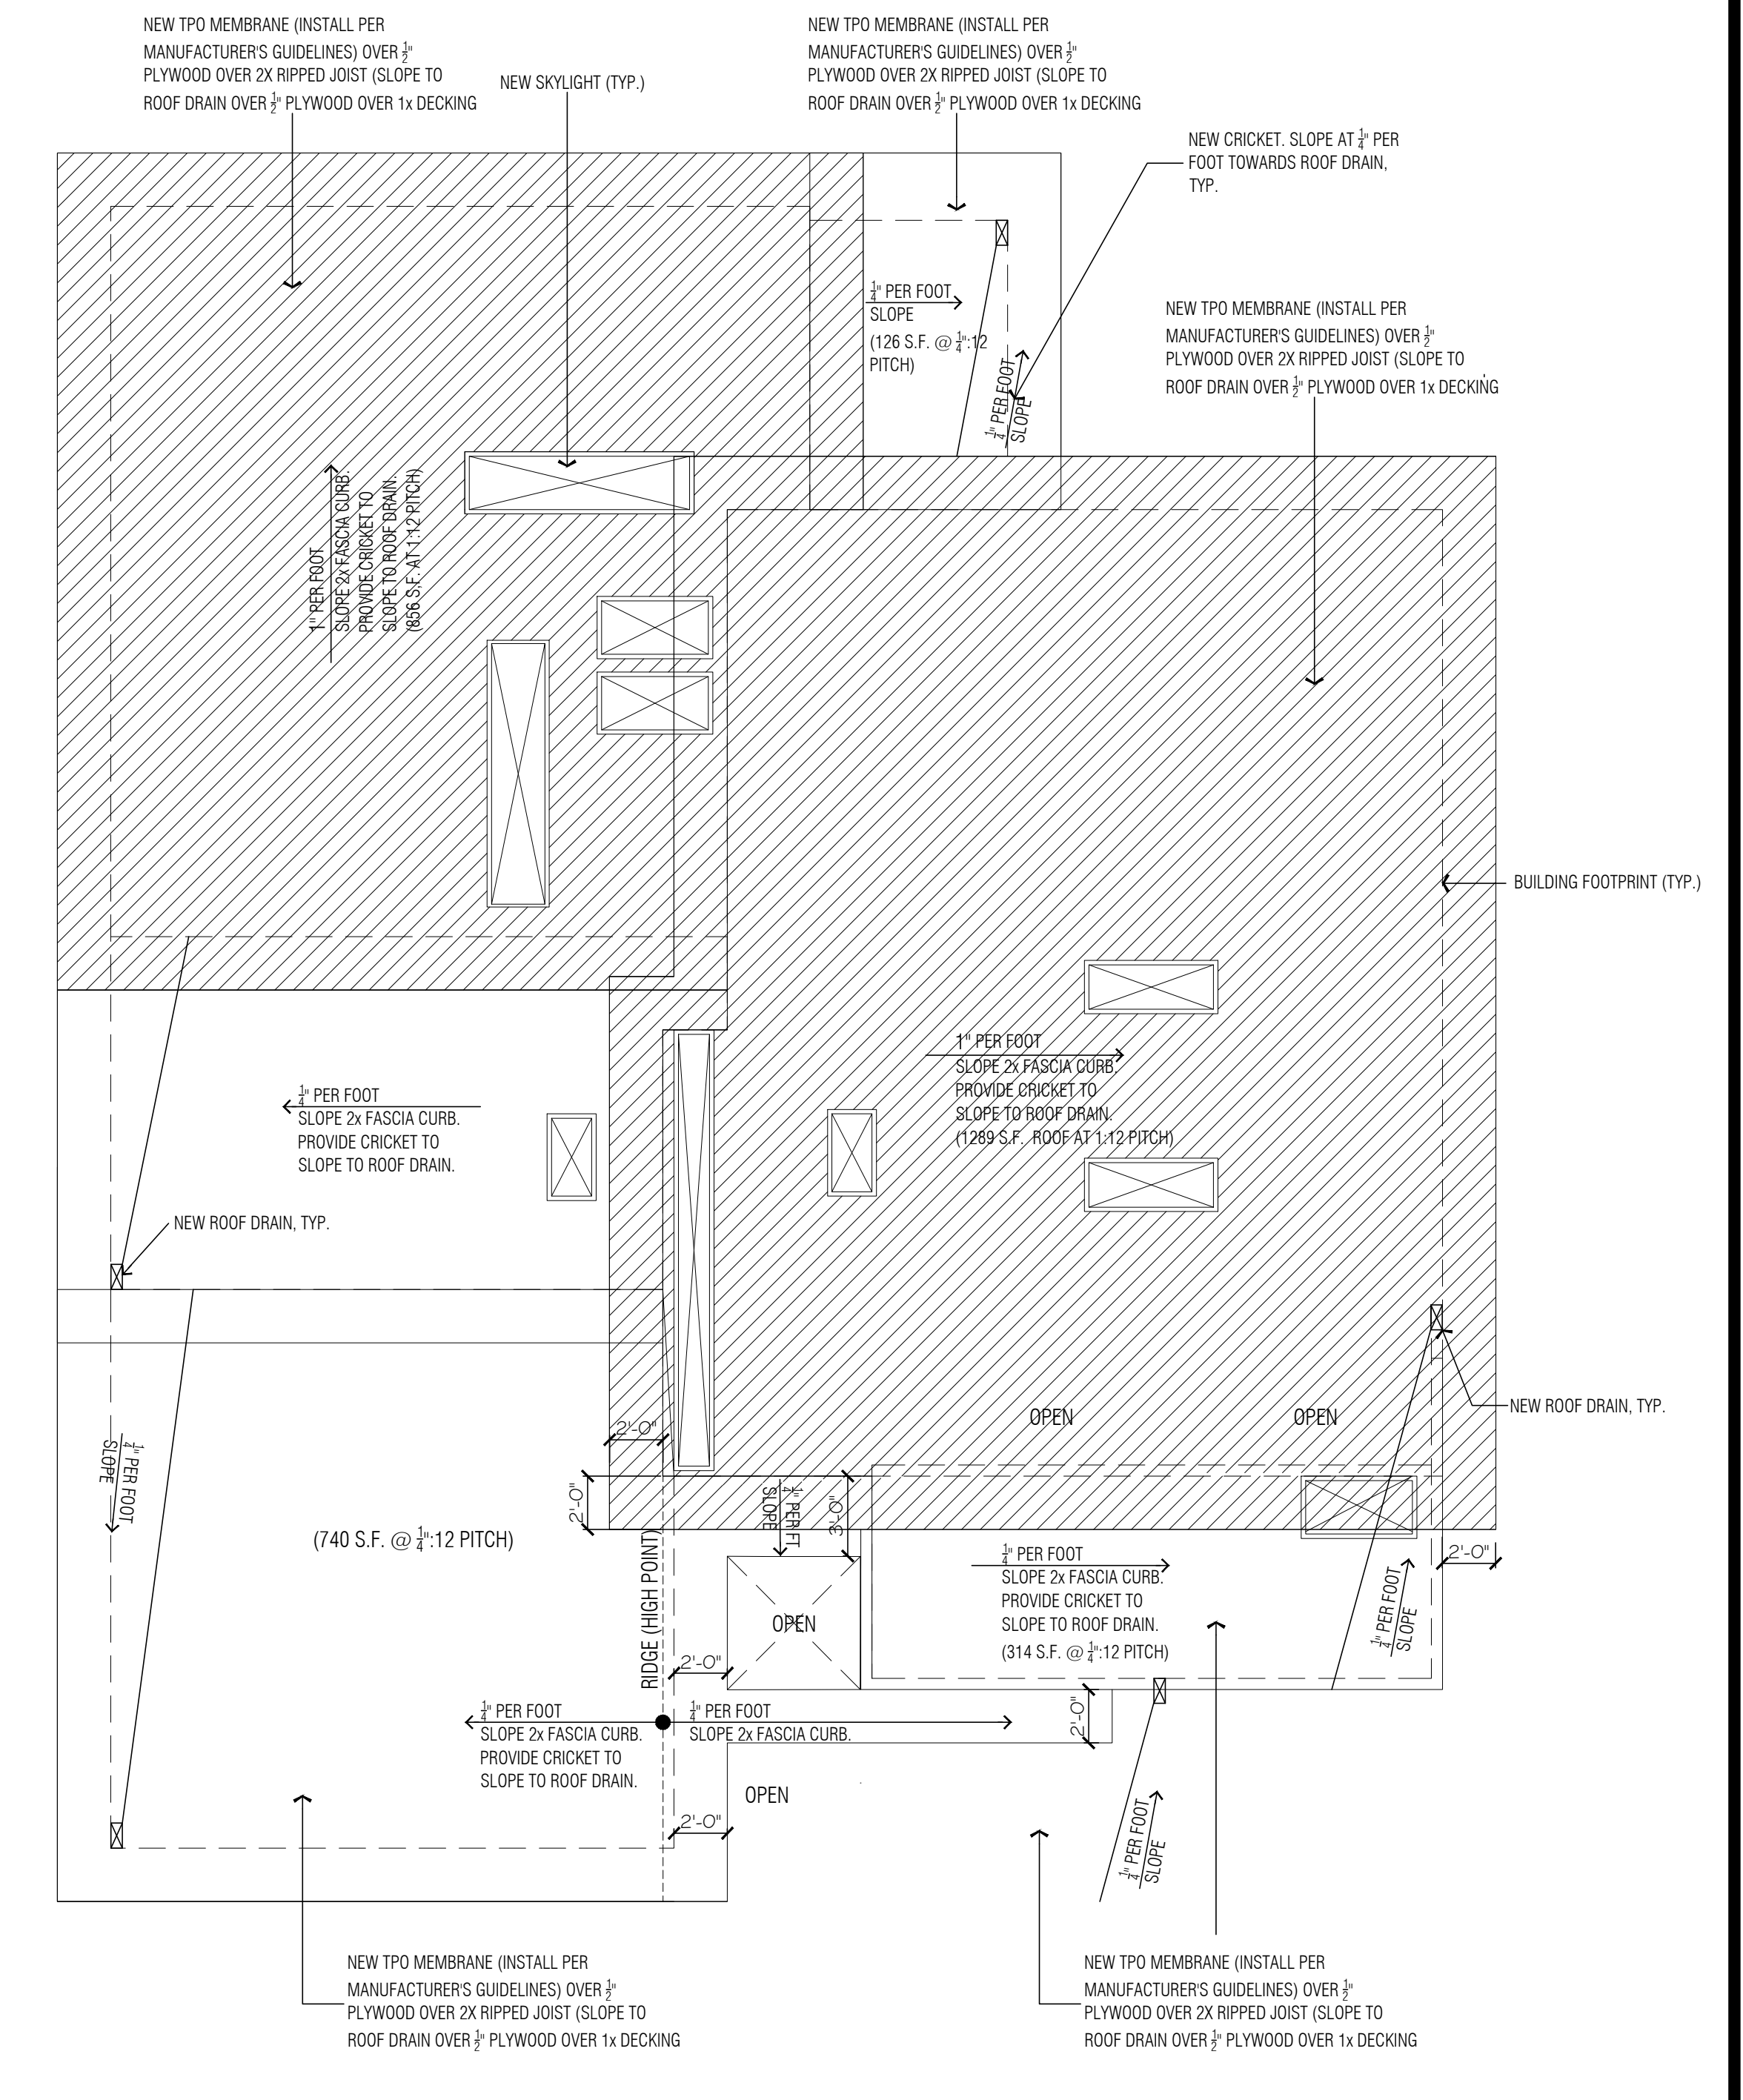 NEW TPO MEMBRANE (INSTALL PER
MANUFACTURER'S GUIDELINES) OVER 1/2"
PLYWOOD OVER 2X RIPPED JOIST (SLOPE TO
ROOF DRAIN OVER 1/2" PLYWOOD OVER 1x DECKING
NEW SKYLIGHT (TYP.)
NEW TPO MEMBRANE (INSTALL PER
MANUFACTURER'S GUIDELINES) OVER 1/2"
PLYWOOD OVER 2X RIPPED JOIST (SLOPE TO
ROOF DRAIN OVER 1/2" PLYWOOD OVER 1x DECKING
NEW CRICKET. SLOPE AT 1/4" PER
FOOT TOWARDS ROOF DRAIN,
TYP.
1/4" PER FOOT
SLOPE
(126 S.F. @ 1/4":12
PITCH)
1/4" PER FOOT
SLOPE
NEW TPO MEMBRANE (INSTALL PER
MANUFACTURER'S GUIDELINES) OVER 1/2"
PLYWOOD OVER 2X RIPPED JOIST (SLOPE TO
ROOF DRAIN OVER 1/2" PLYWOOD OVER 1x DECKING
1" PER FOOT
SLOPE 2x FASCIA CURB.
PROVIDE CRICKET TO
SLOPE TO ROOF DRAIN.
(856 S.F. AT 1:12 PITCH)
BUILDING FOOTPRINT (TYP.)
1" PER FOOT
SLOPE 2x FASCIA CURB.
PROVIDE CRICKET TO
SLOPE TO ROOF DRAIN.
(1289 S.F. ROOF AT 1:12 PITCH)
1/4" PER FOOT
SLOPE 2x FASCIA CURB.
PROVIDE CRICKET TO
SLOPE TO ROOF DRAIN.
NEW ROOF DRAIN, TYP.
NEW ROOF DRAIN, TYP.
OPEN
OPEN
2'-0"
2'-0"
1/4" PER FT
SLOPE
3'-0"
1/4" PER FOOT
SLOPE
(740 S.F. @ 1/4":12 PITCH)
RIDGE (HIGH POINT)
OPEN
2'-0"
1/4" PER FOOT
SLOPE 2x FASCIA CURB.
PROVIDE CRICKET TO
SLOPE TO ROOF DRAIN.
(314 S.F. @ 1/4":12 PITCH)
1/4" PER FOOT
SLOPE
2'-0"
1/4" PER FOOT
SLOPE 2x FASCIA CURB.
PROVIDE CRICKET TO
SLOPE TO ROOF DRAIN.
1/4" PER FOOT
SLOPE 2x FASCIA CURB.
2'-0"
OPEN
2'-0"
1/4" PER FOOT
SLOPE
NEW TPO MEMBRANE (INSTALL PER
MANUFACTURER'S GUIDELINES) OVER 1/2"
PLYWOOD OVER 2X RIPPED JOIST (SLOPE TO
ROOF DRAIN OVER 1/2" PLYWOOD OVER 1x DECKING
NEW TPO MEMBRANE (INSTALL PER
MANUFACTURER'S GUIDELINES) OVER 1/2"
PLYWOOD OVER 2X RIPPED JOIST (SLOPE TO
ROOF DRAIN OVER 1/2" PLYWOOD OVER 1x DECKING